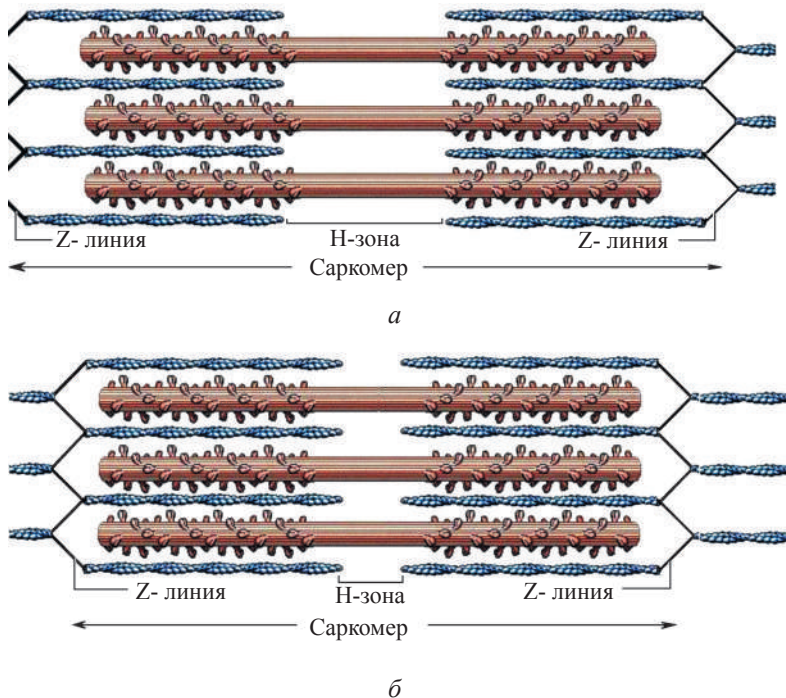 Z- линия H-зона Z- линия
Саркомер
а
Z- линия H-зона Z- линия
Саркомер
б